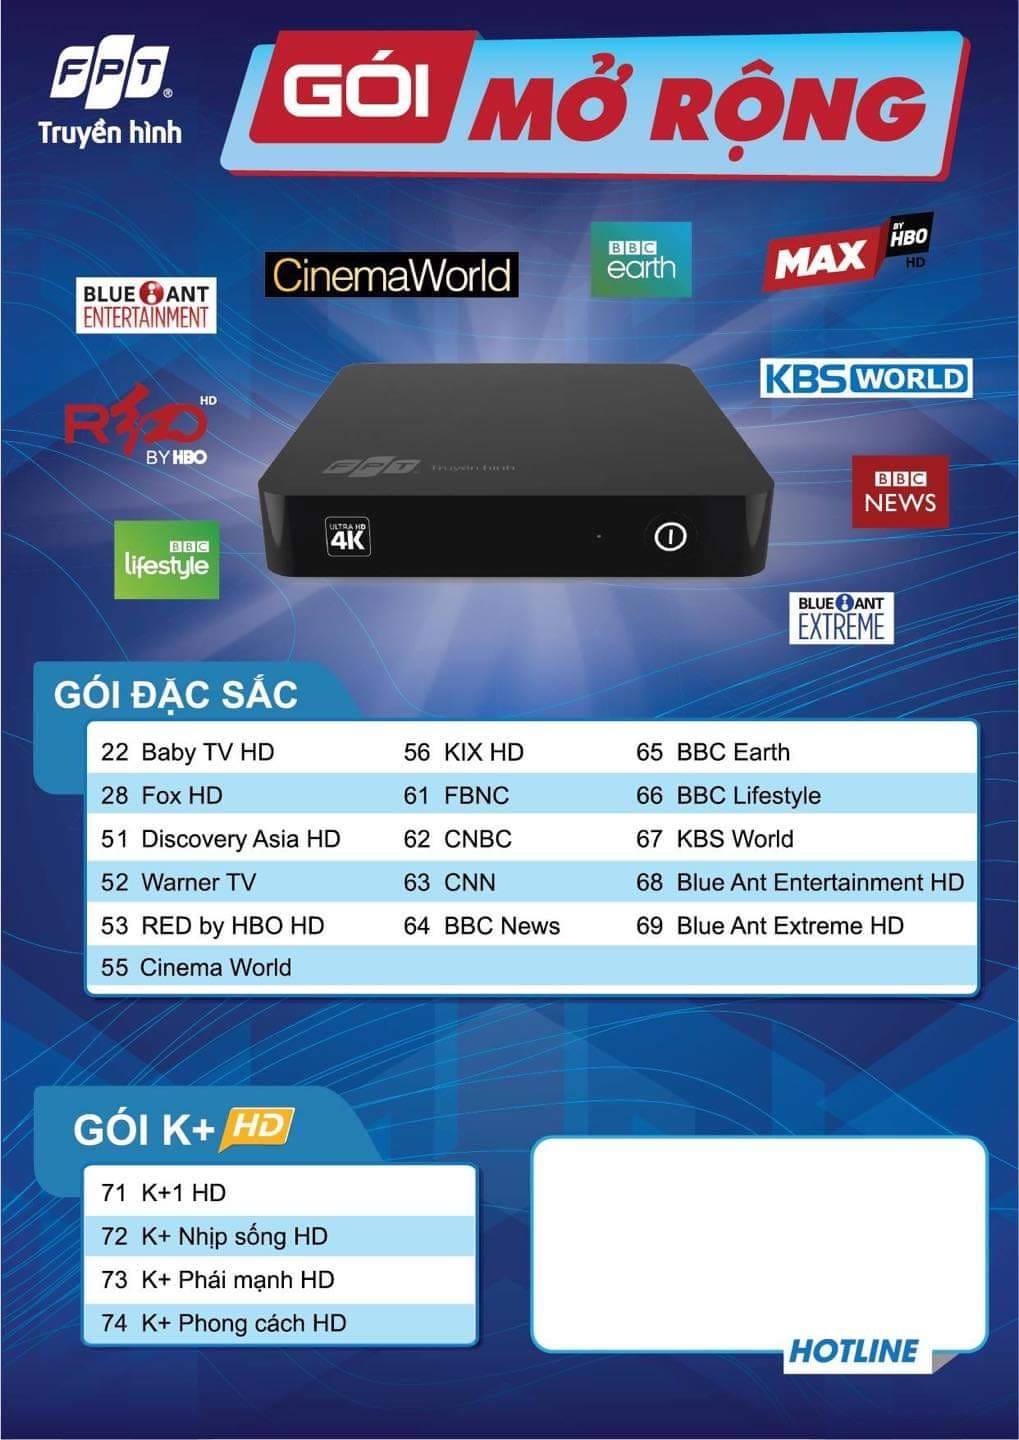 FPT®
Truyền hình
GÓI MỞ RỘNG
BLUE ANT
ENTERTAINMENT
CinemaWorld
BBC
earth
MAX BY HBO
HD
RED HD
BY HBO
KBS WORLD
FPT Truyền hình
ULTRA HD
4K
BBC
NEWS
BBC
lifestyle
BLUE ANT
EXTREME
GÓI ĐẶC SẮC
22 Baby TV HD
28 Fox HD
51 Discovery Asia HD
52 Warner TV
53 RED by HBO HD
55 Cinema World
56 KIX HD
61 FBNC
62 CNBC
63 CNN
64 BBC News
65 BBC Earth
66 BBC Lifestyle
67 KBS World
68 Blue Ant Entertainment HD
69 Blue Ant Extreme HD
GÓI K+ HD
71 K+1 HD
72 K+ Nhịp sống HD
73 K+ Phái mạnh HD
74 K+ Phong cách HD
HOTLINE